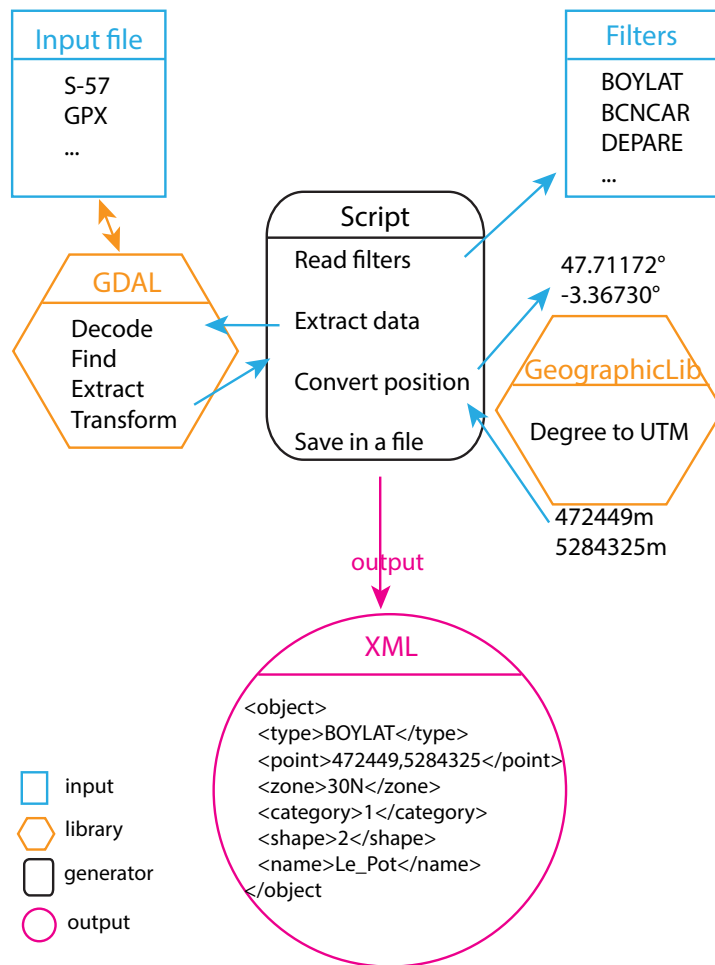 Input file
S-57
GPX
...
Filters
BOYLAT
BCNCAR
DEPARE
...
Script
Read filters
Extract data
Convert position
Save in a file
GDAL
Decode
Find
Extract
Transform
47.71172°
-3.36730°
GeographicLib
Degree to UTM
472449m
5284325m
output
XML
<object>
<type>BOYLAT</type>
<point>472449,5284325</point>
<zone>30N</zone>
<category>1</category>
<shape>2</shape>
<name>Le_Pot</name>
</object
input
library
generator
output